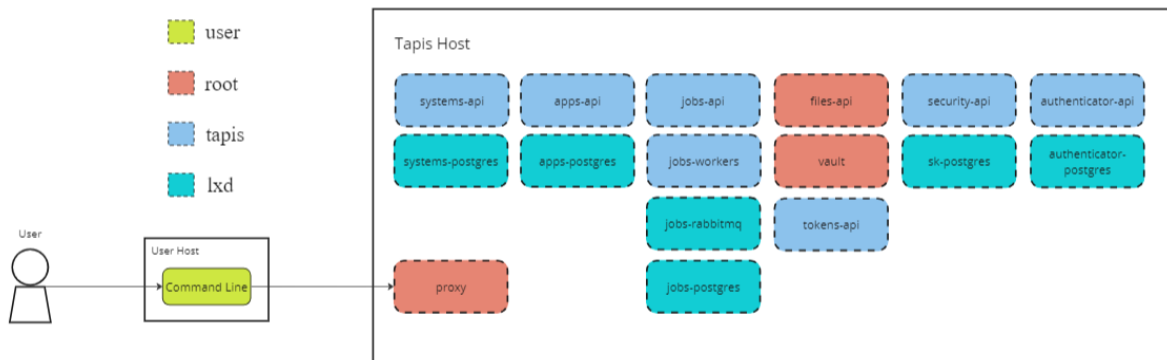 user
root
tapis
lxd
Tapis Host
systems-api
apps-api
jobs-api
files-api
security-api
authenticator-api
systems-postgres
apps-postgres
jobs-workers
vault
sk-postgres
authenticator-
postgres
jobs-rabbitmq
tokens-api
User
User Host
Command Line
proxy
jobs-postgres